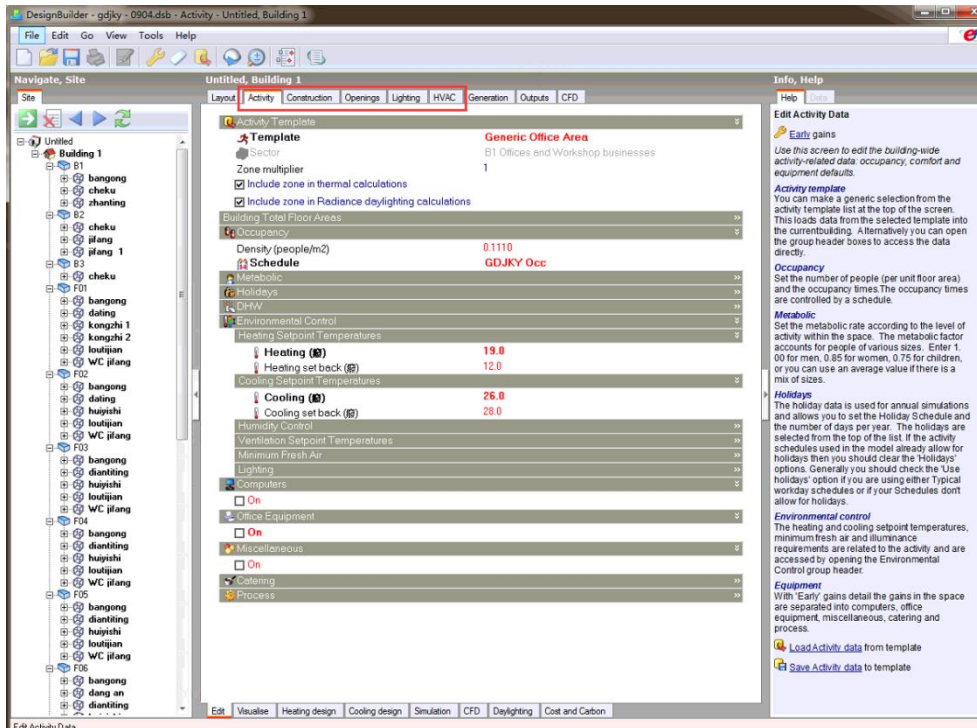 DesignBuilder - gdjky - 0904.dsb - Activity - Untitled, Building 1
File Edit Go View Tools Help
Navigate, Site
Site
Untitled
Building 1
B1
bangong
cheku
zhanting
B2
cheku
jifang
jifang 1
B3
cheku
F01
bangong
dating
kongzhi 1
kongzhi 2
loutijian
WC jifang
F02
bangong
dating
huiyishi
loutijian
WC jifang
F03
bangong
diantiting
huiyishi
loutijian
WC jifang
F04
bangong
diantiting
huiyishi
loutijian
WC jifang
F05
bangong
diantiting
huiyishi
loutijian
WC jifang
F06
bangong
dang an
diantiting
Untitled, Building 1
Layout Activity Construction Openings Lighting HVAC Generation Outputs CFD
Activity Template
Template Generic Office Area
Sector B1 Offices and Workshop businesses
Zone multiplier 1
Include zone in thermal calculations
Include zone in Radiance daylighting calculations
Building Total Floor Areas
Occupancy
Density (people/m2) 0.1110
Schedule GDJKY Occ
Metabolic
Holidays
DHW
Environmental Control
Heating Setpoint Temperatures
Heating 19.0
Heating set back 12.0
Cooling Setpoint Temperatures
Cooling 26.0
Cooling set back 28.0
Humidity Control
Ventilation Setpoint Temperatures
Minimum Fresh Air
Lighting
Computers
On
Office Equipment
On
Miscellaneous
On
Catering
Process
Edit Visualise Heating design Cooling design Simulation CFD Daylighting Cost and Carbon
Info, Help
Help Data
Edit Activity Data
Early gains
Use this screen to edit the building-wide
activity-related data: occupancy, comfort and
equipment defaults.
Activity template
You can make a generic selection from the
activity template list at the top of the screen.
This loads data from the selected template into
the currentbuilding. Alternatively you can open
the group header boxes to access the data
directly.
Occupancy
Set the number of people (per unit floor area)
and the occupancy times.The occupancy times
are controlled by a schedule.
Metabolic
Set the metabolic rate according to the level of
activity within the space. The metabolic factor
accounts for people of various sizes. Enter 1.
00 for men, 0.85 for women, 0.75 for children,
or you can use an average value if there is a
mix of sizes.
Holidays
The holiday data is used for annual simulations
and allows you to set the Holiday Schedule and
the number of days per year. The holidays are
selected from the top of the list. If the activity
schedules used in the model already allow for
holidays then you should clear the 'Holidays'
options. Generally you should check the 'Use
holidays' option if you are using either Typical
workday schedules or if your Schedules don't
allow for holidays.
Environmental control
The heating and cooling setpoint temperatures,
minimum fresh air and illuminance
requirements are related to the activity and are
accessed by opening the Environmental
Control group header.
Equipment
With 'Early' gains detail the gains in the space
are separated into computers, office
equipment, miscellaneous, catering and
process.
Load Activity data from template
Save Activity data to template
Edit Activity Data